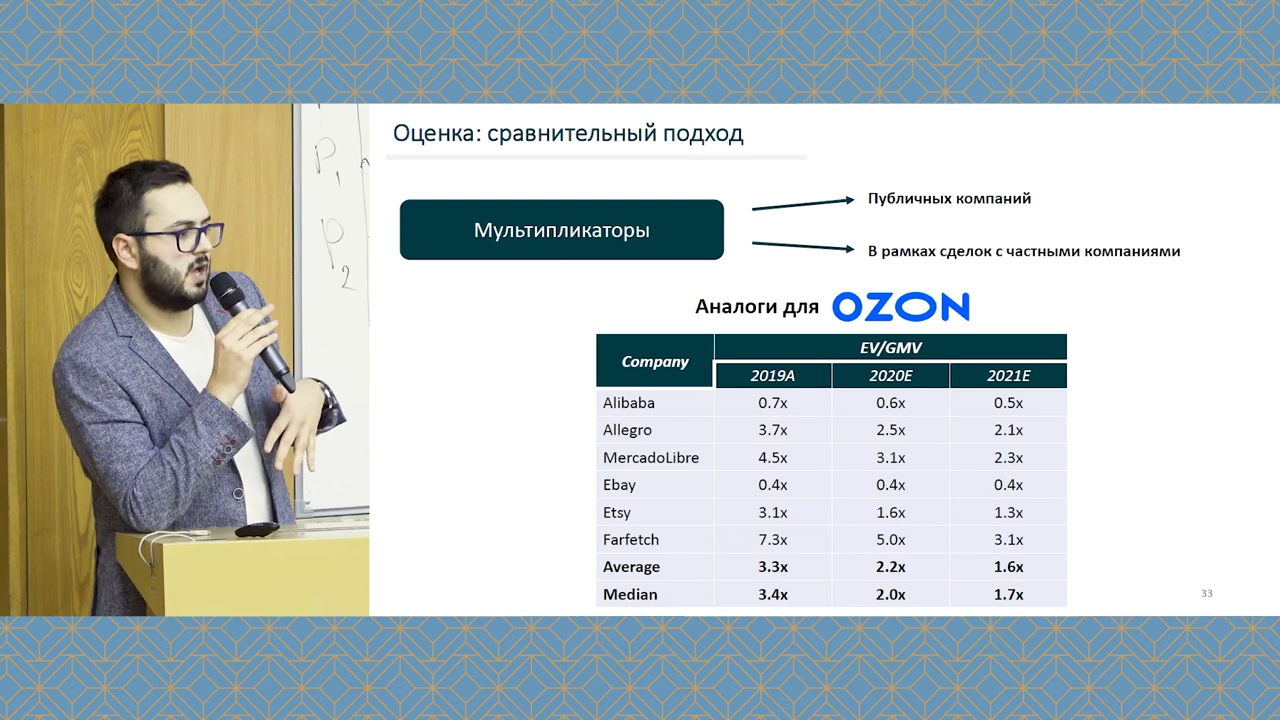 P1
P2
Оценка: сравнительный подход
Мультипликаторы
Публичных компаний
В рамках сделок с частными компаниями
Аналоги для OZON
Company EV/GMV
2019A 2020E 2021E
Alibaba 0.7x 0.6x 0.5x
Allegro 3.7x 2.5x 2.1x
MercadoLibre 4.5x 3.1x 2.3x
Ebay 0.4x 0.4x 0.4x
Etsy 3.1x 1.6x 1.3x
Farfetch 7.3x 5.0x 3.1x
Average 3.3x 2.2x 1.6x
Median 3.4x 2.0x 1.7x
33